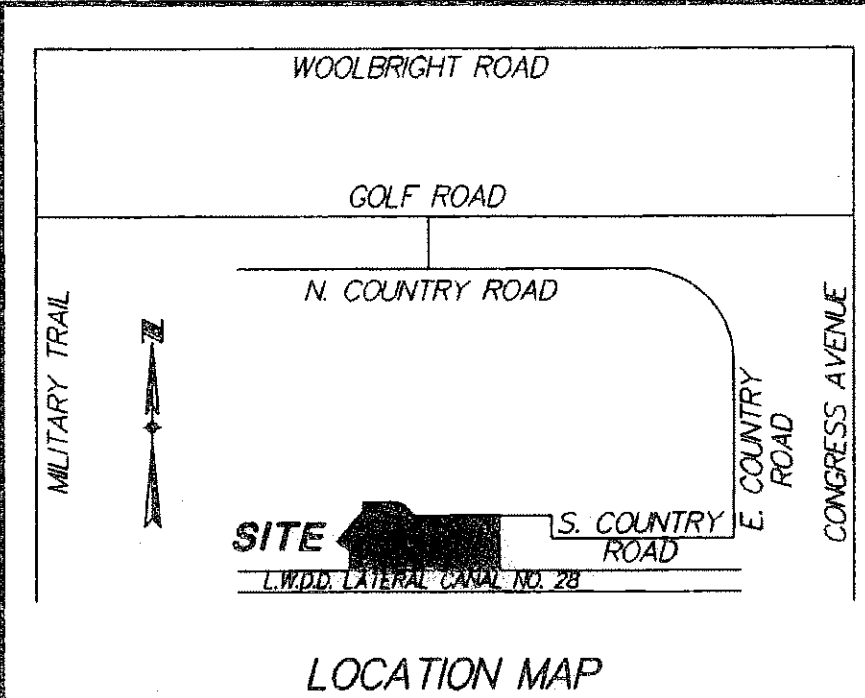 WOOLBRIGHT ROAD
GOLF ROAD
N. COUNTRY ROAD
MILITARY TRAIL
N
E. COUNTRY
ROAD
CONGRESS AVENUE
SITE
S. COUNTRY
ROAD
L.W.D.D. LATERAL CANAL NO. 28
LOCATION MAP